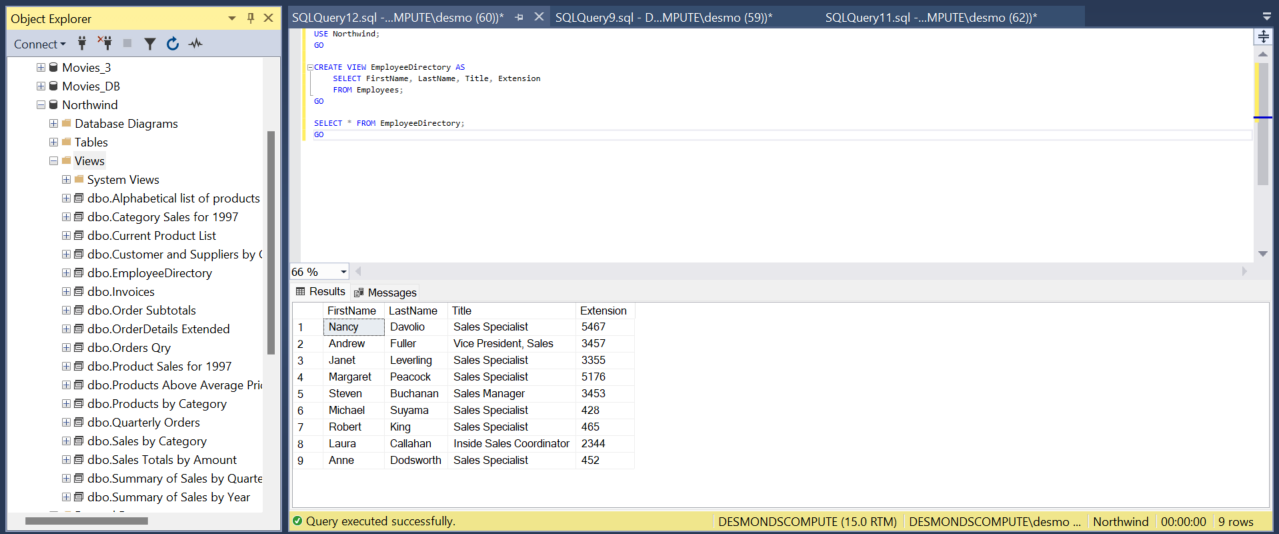 Object Explorer
Connect
Movies_3
Movies_DB
Northwind
Database Diagrams
Tables
Views
System Views
dbo.Alphabetical list of products
dbo.Category Sales for 1997
dbo.Current Product List
dbo.Customer and Suppliers by
dbo.EmployeeDirectory
dbo.Invoices
dbo.Order Subtotals
dbo.OrderDetails Extended
dbo.Orders Qry
dbo.Product Sales for 1997
dbo.Products Above Average
dbo.Products by Category
dbo.Quarterly Orders
dbo.Sales by Category
dbo.Sales Totals by Amount
dbo.Summary of Sales by Quarte
dbo.Summary of Sales by Year
SQLQuery12.sql -...MPUTE\desmo (60))* SQLQuery9.sql - D...MPUTE\desmo (59))* SQLQuery11.sql -...MPUTE\desmo (62))*
USE Northwind;
GO
CREATE VIEW EmployeeDirectory AS
SELECT FirstName, LastName, Title, Extension
FROM Employees;
GO
SELECT * FROM EmployeeDirectory;
GO
66 %
Results Messages
FirstName LastName Title Extension
1 Nancy Davolio Sales Specialist 5467
2 Andrew Fuller Vice President, Sales 3457
3 Janet Leverling Sales Specialist 3355
4 Margaret Peacock Sales Specialist 5176
5 Steven Buchanan Sales Manager 3453
6 Michael Suyama Sales Specialist 428
7 Robert King Sales Specialist 465
8 Laura Callahan Inside Sales Coordinator 2344
9 Anne Dodsworth Sales Specialist 452
Query executed successfully. DESMONDSCOMPUTE (15.0 RTM) DESMONDSCOMPUTE\desmo ... Northwind 00:00:00 9 rows